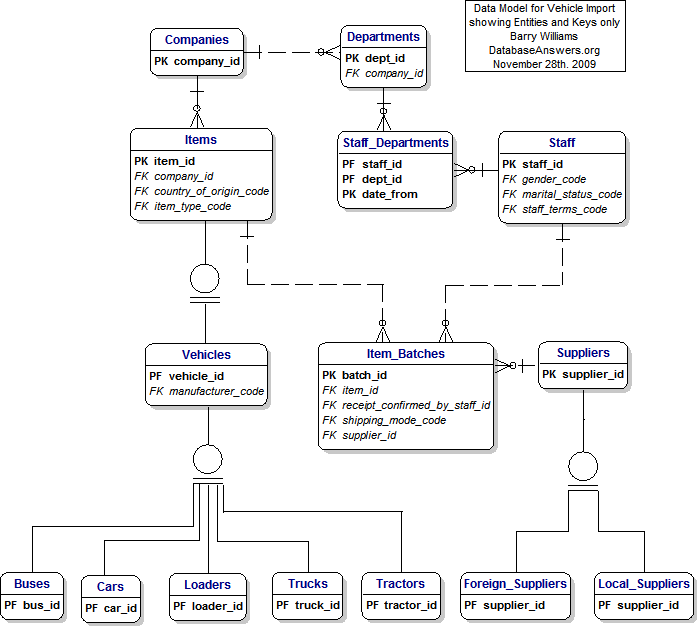 Data Model for Vehicle Import
showing Entities and Keys only
Barry Williams
DatabaseAnswers.org
November 28th. 2009
Companies
PK company_id
Departments
PK dept_id
FK company_id
Items
PK item_id
FK company_id
FK country_of_origin_code
FK item_type_code
Staff_Departments
PF staff_id
PF dept_id
PK date_from
Staff
PK staff_id
FK gender_code
FK marital_status_code
FK staff_terms_code
Vehicles
PF vehicle_id
FK manufacturer_code
Item_Batches
PK batch_id
FK item_id
FK receipt_confirmed_by_staff_id
FK shipping_mode_code
FK supplier_id
Suppliers
PK supplier_id
Buses
PF bus_id
Cars
PF car_id
Loaders
PF loader_id
Trucks
PF truck_id
Tractors
PF tractor_id
Foreign_Suppliers
PF supplier_id
Local_Suppliers
PF supplier_id